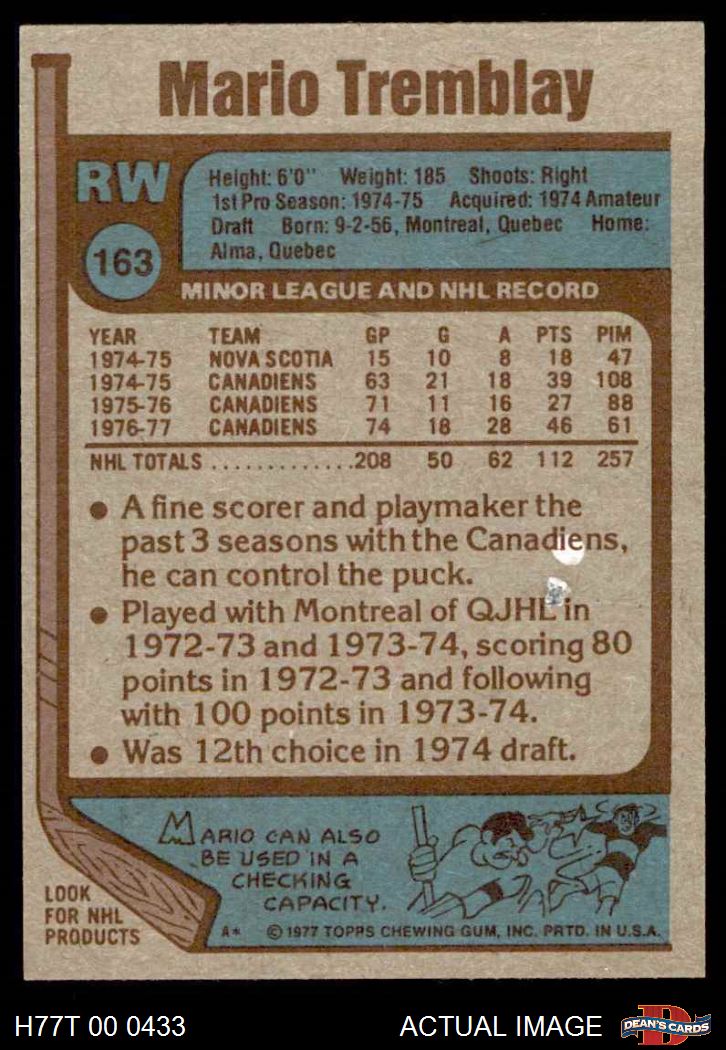 Mario Tremblay
RW
163
Height: 6'0" Weight: 185 Shoots: Right
1st Pro Season: 1974-75 Acquired: 1974 Amateur
Draft Born: 9-2-56, Montreal, Quebec Home:
Alma, Quebec
MINOR LEAGUE AND NHL RECORD
YEAR TEAM GP G A PTS PIM
1974-75 NOVA SCOTIA 15 10 8 18 47
1974-75 CANADIENS 63 21 18 39 108
1975-76 CANADIENS 71 11 16 27 88
1976-77 CANADIENS 74 18 28 46 61
NHL TOTALS .............208 50 62 112 257
● A fine scorer and playmaker the
past 3 seasons with the Canadiens,
he can control the puck.
● Played with Montreal of QJHL in
1972-73 and 1973-74, scoring 80
points in 1972-73 and following
with 100 points in 1973-74.
● Was 12th choice in 1974 draft.
MARIO CAN ALSO
BE USED IN A
CHECKING
CAPACITY.
LOOK
FOR NHL
PRODUCTS
A* © 1977 TOPPS CHEWING GUM, INC. PRTD. IN U.S.A.
H77T 00 0433 ACTUAL IMAGE
D
DEAN'S CARDS